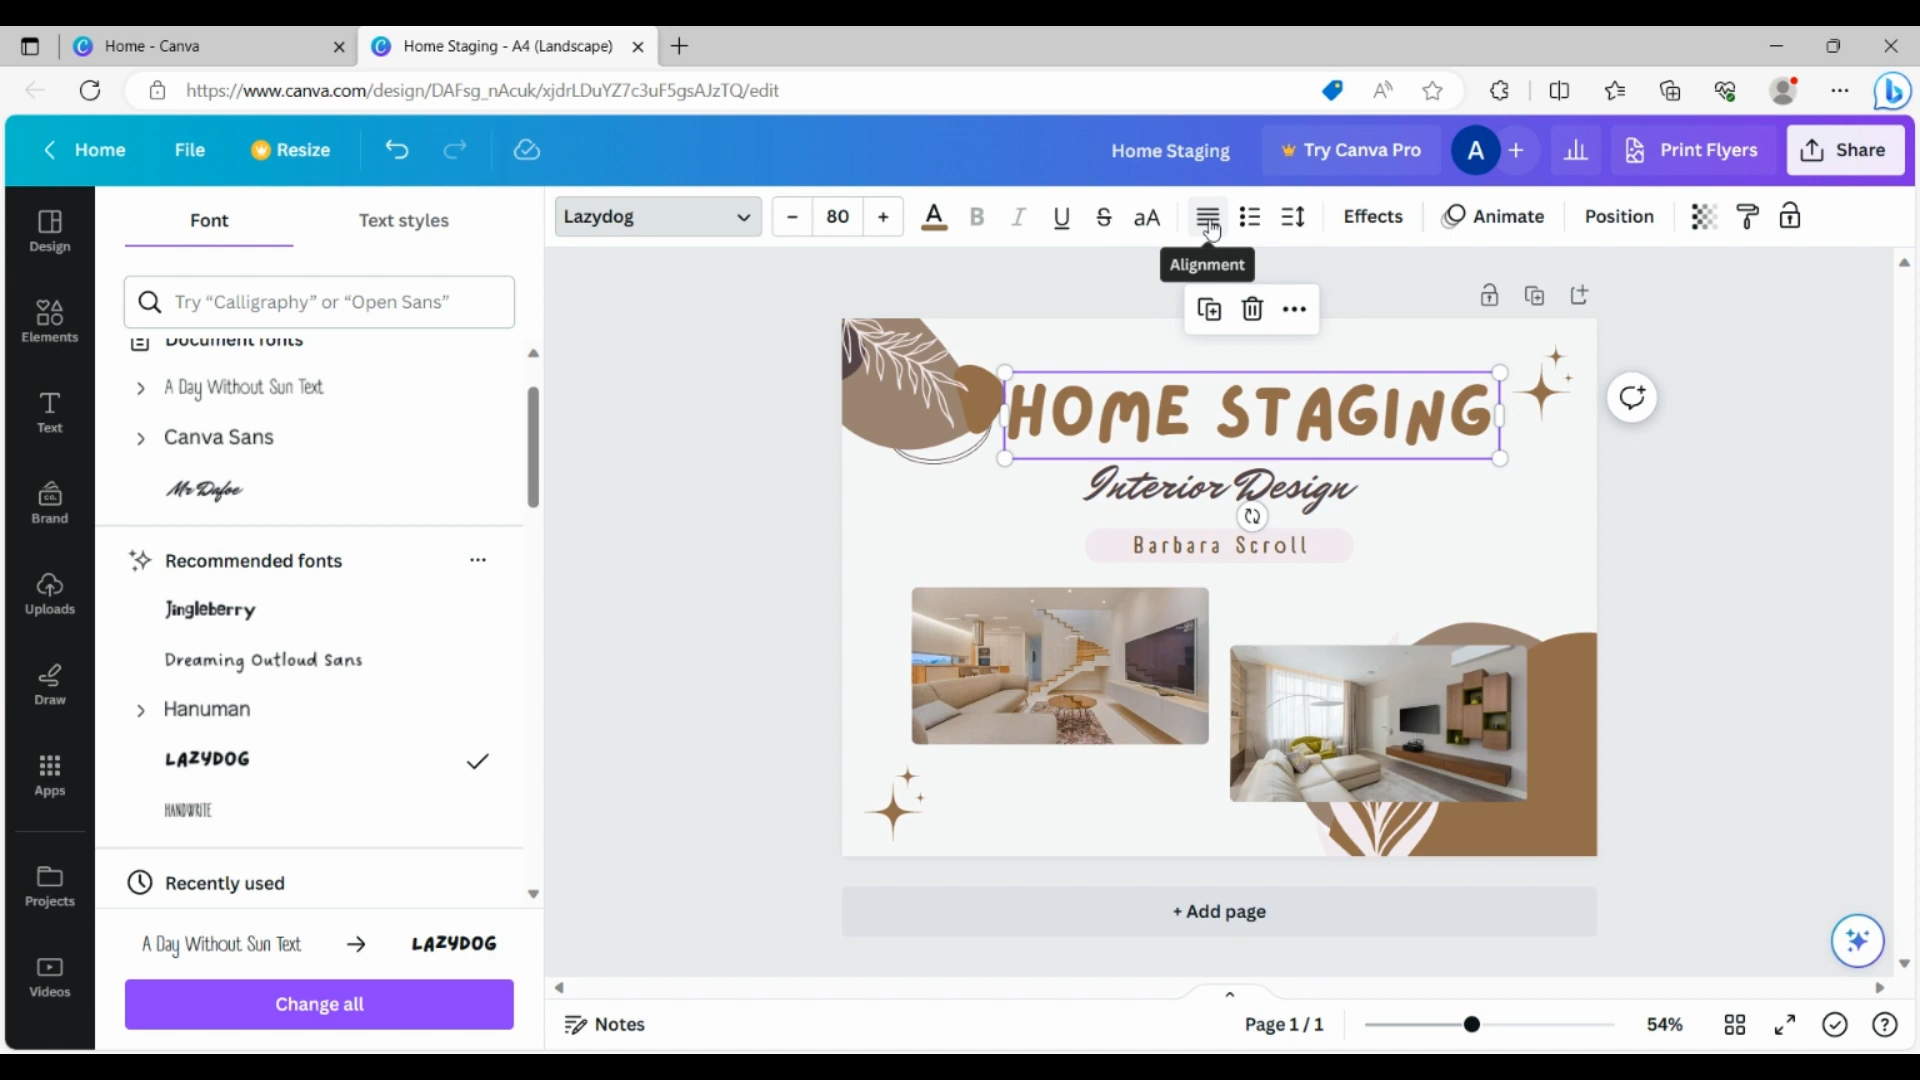 Home - Canva
Home Staging - A4 (Landscape)
https://www.canva.com/design/DAFsg_nAcuk/xjdrLDuYZ7c3uF5gsAJzTQ/edit
Home
File
Resize
Home Staging
Try Canva Pro
A
Print Flyers
Share
Design
Elements
Text
Brand
Uploads
Draw
Apps
Projects
Videos
Font
Text styles
Try “Calligraphy” or “Open Sans”
Document fonts
A Day Without Sun Text
Canva Sans
Mr Dafoe
Recommended fonts
Jingleberry
Dreaming Outloud Sans
Hanuman
LAZYDOG
HANDWRITE
Recently used
A Day Without Sun Text
LAZYDOG
Change all
Lazydog
80
A
B
I
U
S
aA
Effects
Animate
Position
Alignment
HOME STAGING
Interior Design
Barbara Scroll
+ Add page
Notes
Page 1 / 1
54%